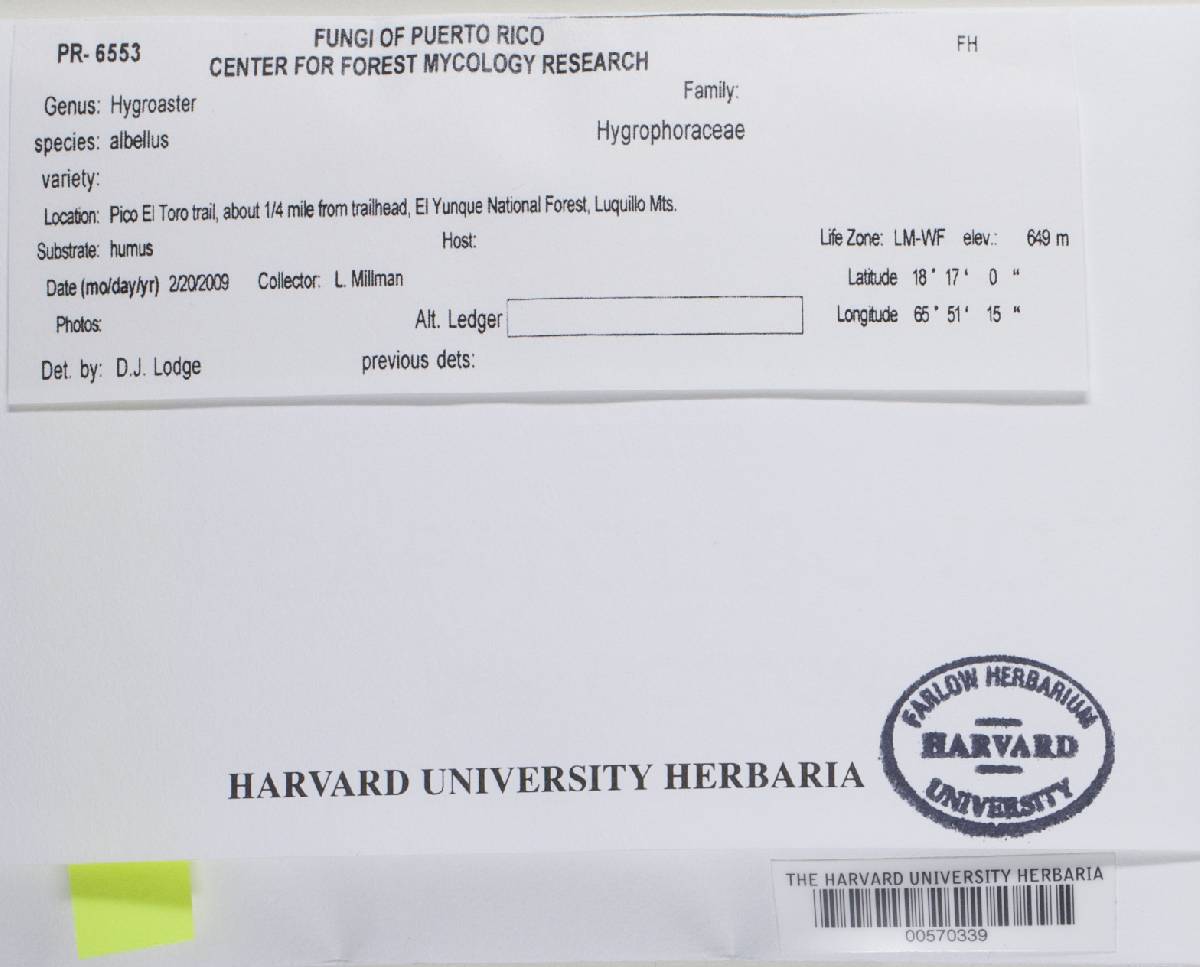 PR- 6553
FUNGI OF PUERTO RICO
CENTER FOR FOREST MYCOLOGY RESEARCH
FH
Genus: Hygroaster
Family:
species: albellus
Hygrophoraceae
variety:
Location: Pico El Toro trail, about 1/4 mile from trailhead, El Yunque National Forest, Luquillo Mts.
Substrate: humus
Host:
Life Zone: LM-WF elev.: 649 m
Date (mo/day/yr) 2/20/2009 Collector: L. Millman
Latitude 18 ° 17 ' 0 "
Photos:
Alt. Ledger
Longitude 65 ° 51 ' 15 "
Det. by: D.J. Lodge
previous dets:
HARVARD UNIVERSITY HERBARIA
FARLOW HERBARIUM
HARVARD
UNIVERSITY
THE HARVARD UNIVERSITY HERBARIA
00570339